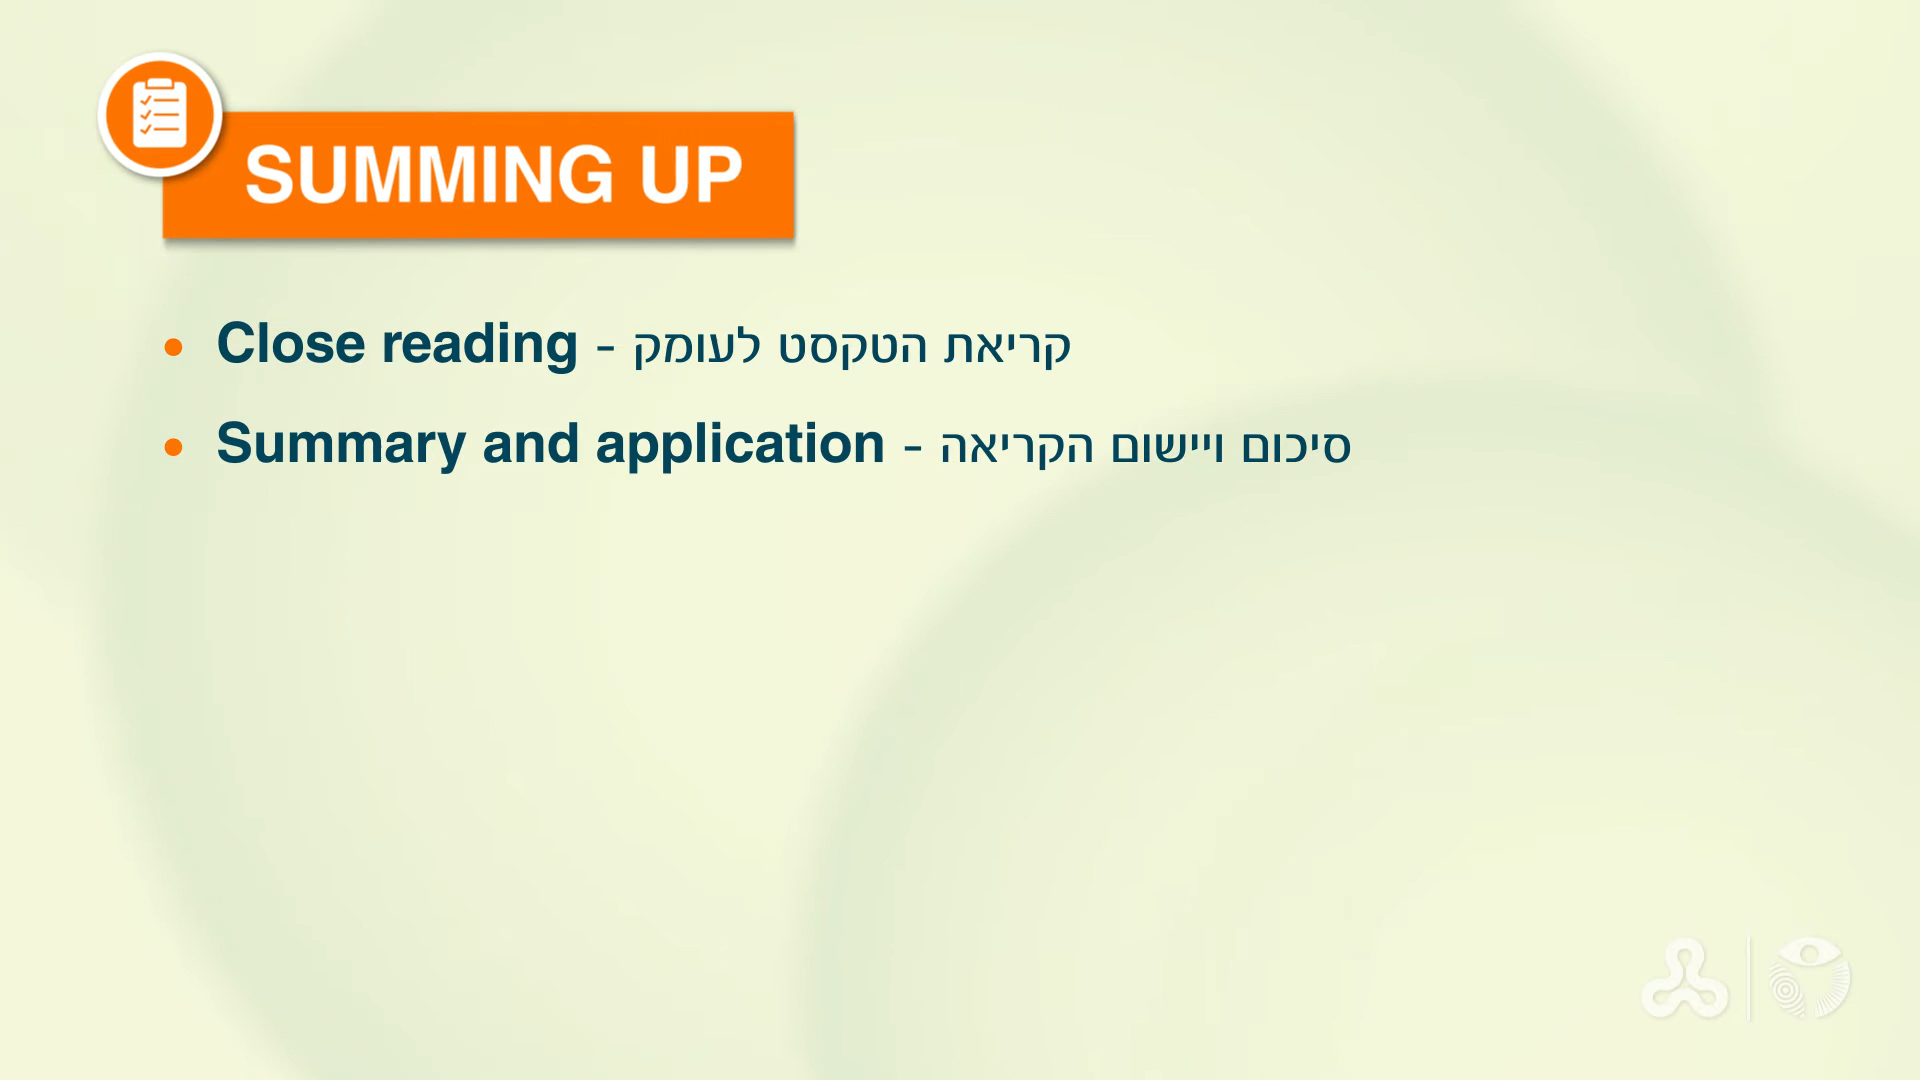 SUMMING UP
• Close reading - קריאת הטקסט לעומק
• Summary and application - סיכום ויישום הקריאה